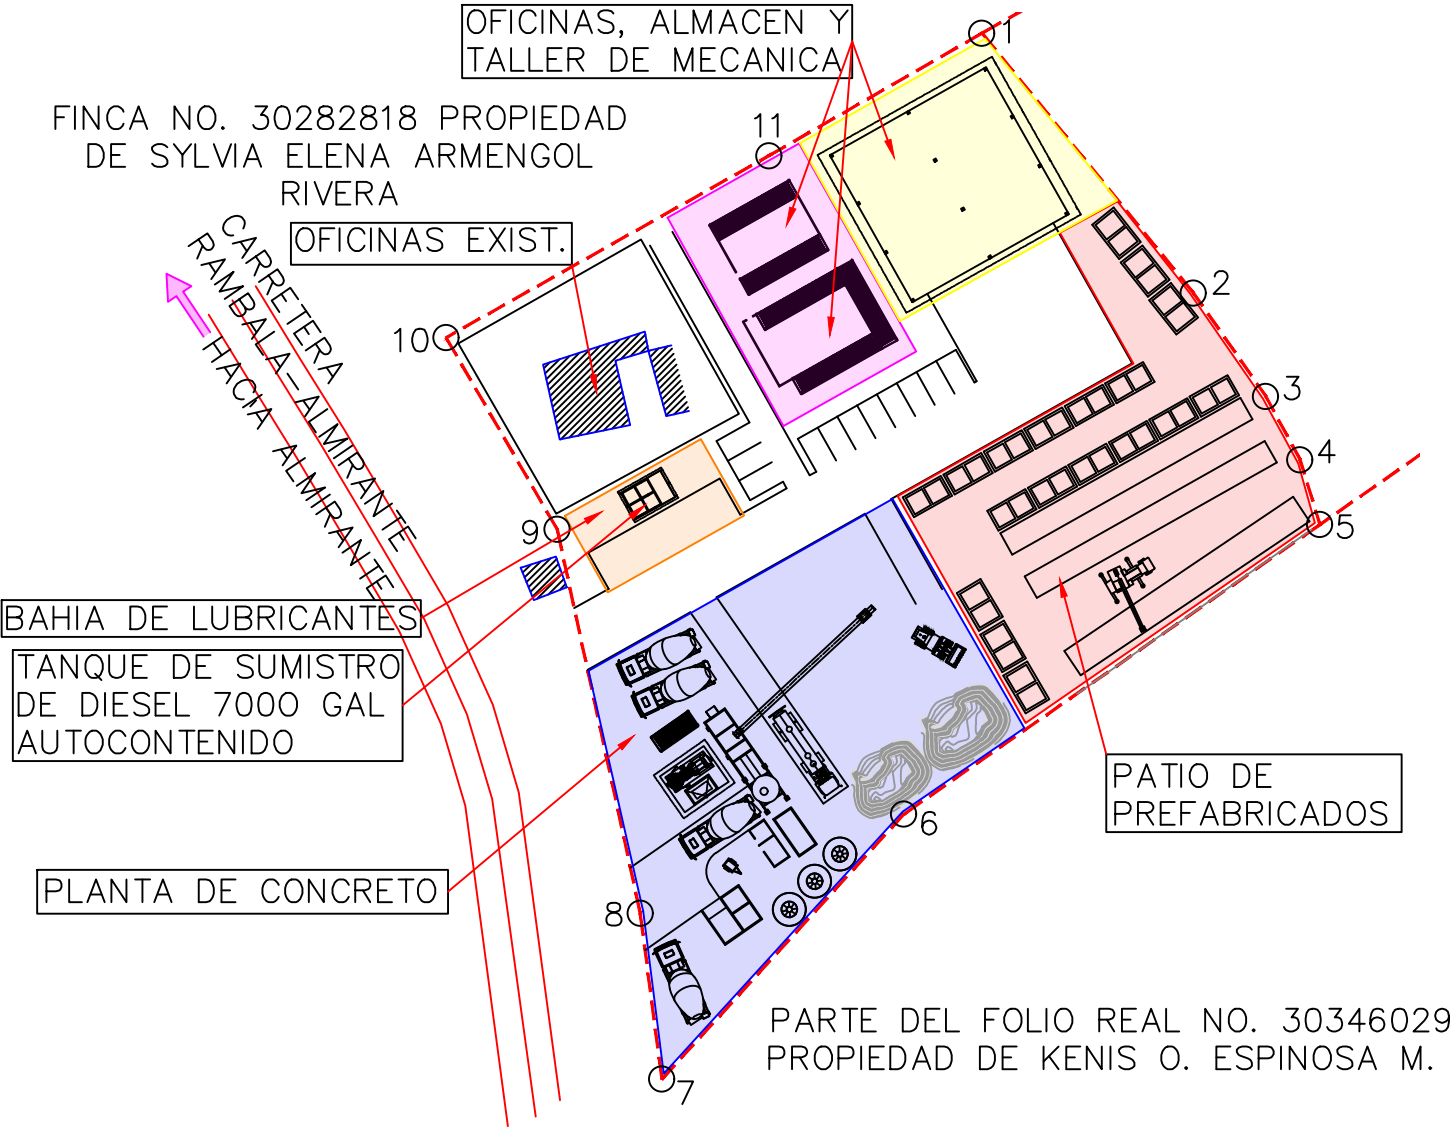 OFICINAS, ALMACEN Y
TALLER DE MECANICA
1
FINCA NO. 30282818 PROPIEDAD
DE SYLVIA ELENA ARMENGOL
RIVERA
11
OFICINAS EXIST.
CARRETERA
RAMBALA-ALMIRANTE
HACIA ALMIRANTE
2
10
3
4
9
5
BAHIA DE LUBRICANTES
TANQUE DE SUMISTRO
DE DIESEL 7000 GAL
AUTOCONTENIDO
PATIO DE
PREFABRICADOS
6
PLANTA DE CONCRETO
8
PARTE DEL FOLIO REAL NO. 30346029
PROPIEDAD DE KENIS O. ESPINOSA M.
7